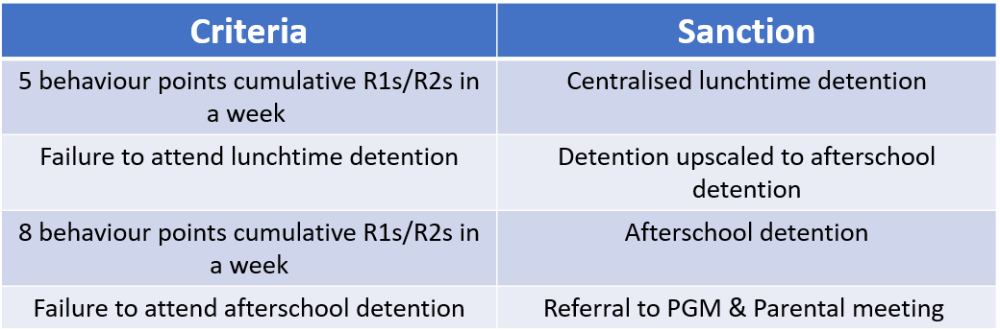 Criteria
Sanction
5 behaviour points cumulative R1s/R2s in
a week
Centralised lunchtime detention
Failure to attend lunchtime detention
Detention upscaled to afterschool
detention
8 behaviour points cumulative R1s/R2s in
a week
Afterschool detention
Failure to attend afterschool detention
Referral to PGM & Parental meeting